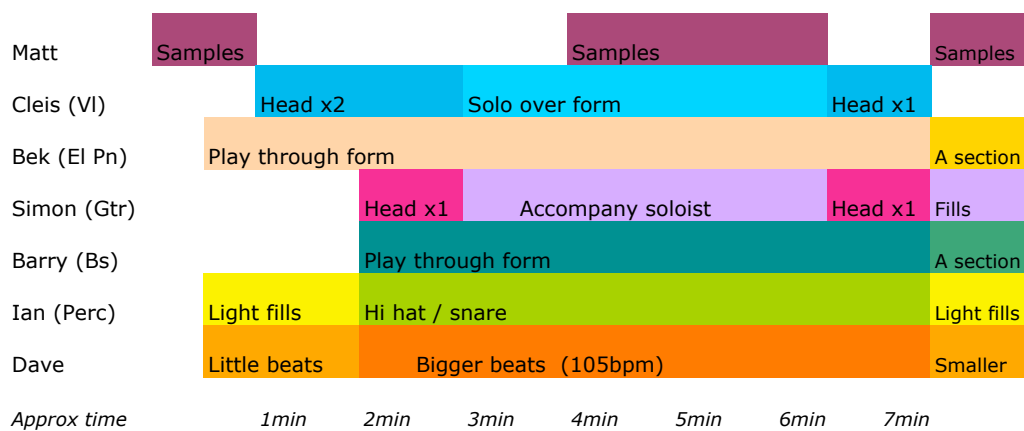 Matt Samples Samples Samples
Cleis (Vl) Head x2 Solo over form Head x1
Bek (El Pn) Play through form A section
Simon (Gtr) Head x1 Accompany soloist Head x1 Fills
Barry (Bs) Play through form A section
Ian (Perc) Light fills Hi hat / snare Light fills
Dave Little beats Bigger beats (105bpm) Smaller
Approx time 1min 2min 3min 4min 5min 6min 7min